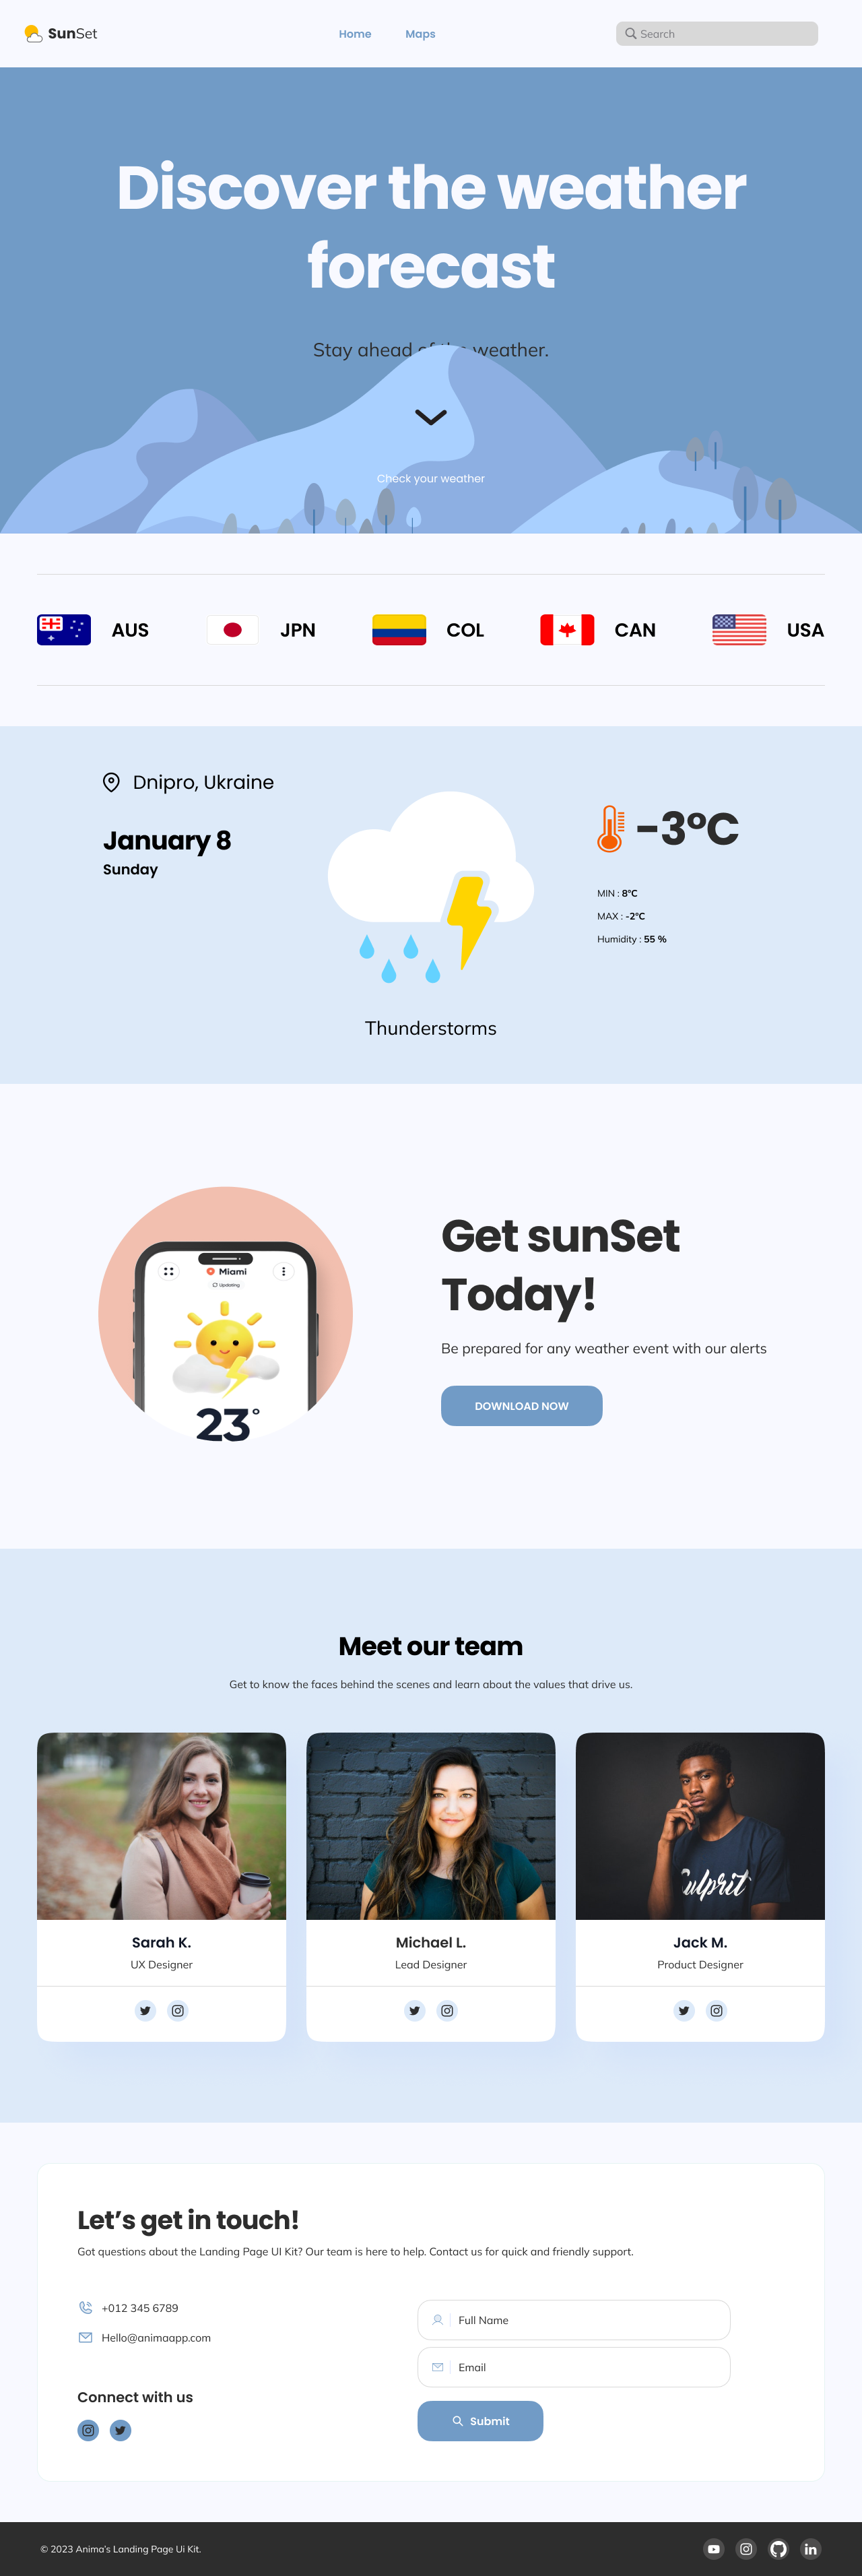 SunSet
Home
Maps
Search
Discover the weather
forecast
Stay ahead of the weather.
Check your weather
AUS
JPN
COL
CAN
USA
Dnipro, Ukraine
January 8
Sunday
Thunderstorms
-3°C
MIN : 8°C
MAX : -2°C
Humidity : 55 %
Miami
Updating
23°
Get sunSet
Today!
Be prepared for any weather event with our alerts
DOWNLOAD NOW
Meet our team
Get to know the faces behind the scenes and learn about the values that drive us.
Culprit
Sarah K.
UX Designer
Michael L.
Lead Designer
Jack M.
Product Designer
Let’s get in touch!
Got questions about the Landing Page UI Kit? Our team is here to help. Contact us for quick and friendly support.
+012 345 6789
Hello@animaapp.com
Connect with us
Full Name
Email
Submit
© 2023 Anima’s Landing Page Ui Kit.